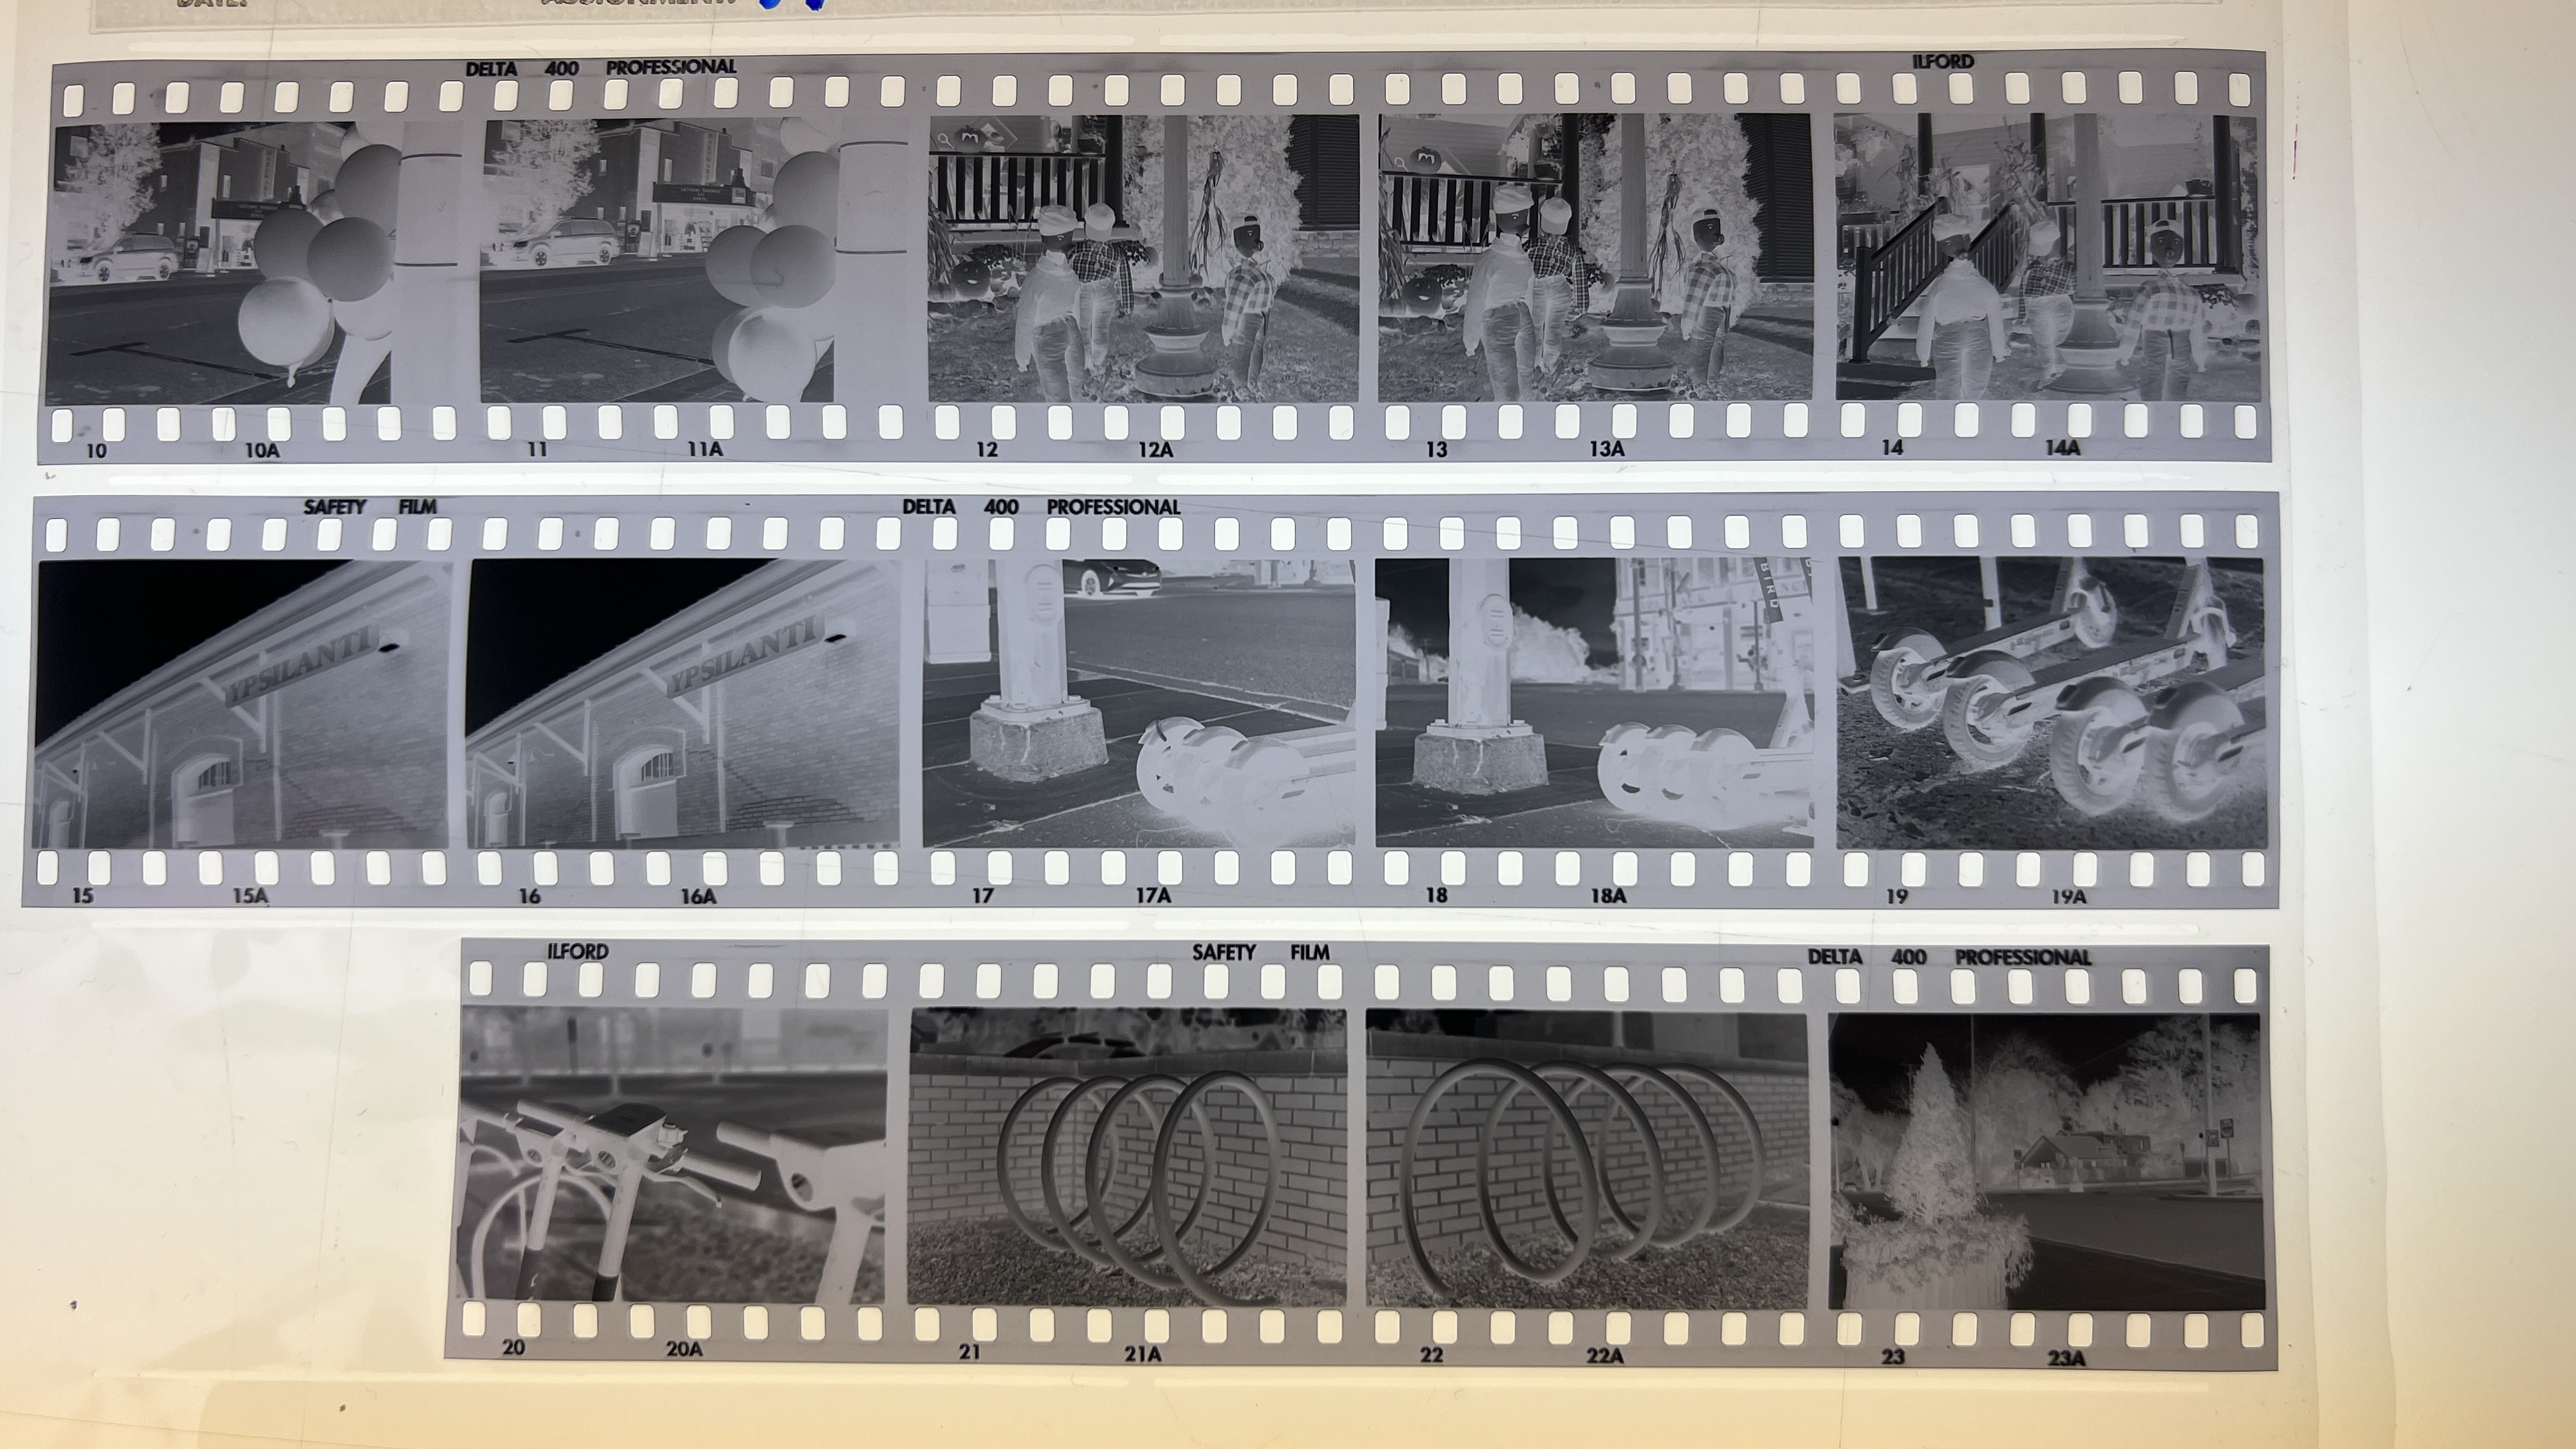 DATE: ASSIGNMENT:
DELTA 400 PROFESSIONAL ILFORD
10 10A 11 11A 12 12A 13 13A 14 14A
SAFETY FILM DELTA 400 PROFESSIONAL
YPSILANTI YPSILANTI BIRD
15 15A 16 16A 17 17A 18 18A 19 19A
ILFORD SAFETY FILM DELTA 400 PROFESSIONAL
20 20A 21 21A 22 22A 23 23A